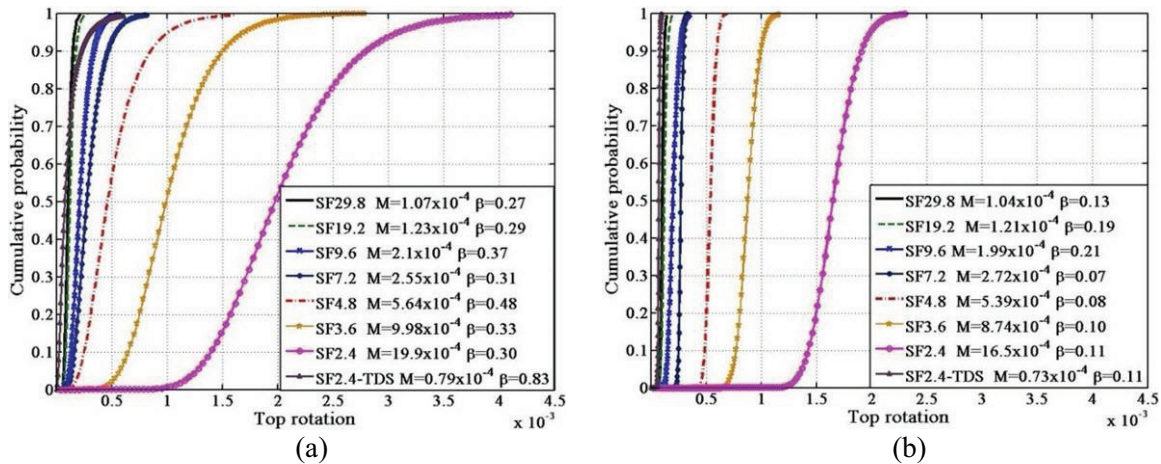 Cumulative probability
1
0.9
0.8
0.7
0.6
0.5
0.4
0.3
0.2
0.1
0
SF29.8 M=1.07x10⁻⁴ β=0.27
SF19.2 M=1.23x10⁻⁴ β=0.29
SF9.6 M=2.1x10⁻⁴ β=0.37
SF7.2 M=2.55x10⁻⁴ β=0.31
SF4.8 M=5.64x10⁻⁴ β=0.48
SF3.6 M=9.98x10⁻⁴ β=0.33
SF2.4 M=19.9x10⁻⁴ β=0.30
SF2.4-TDS M=0.79x10⁻⁴ β=0.83
0.5 1 1.5 2 2.5 3 3.5 4 4.5
Top rotation
x 10⁻³
(a)
Cumulative probability
1
0.9
0.8
0.7
0.6
0.5
0.4
0.3
0.2
0.1
0
SF29.8 M=1.04x10⁻⁴ β=0.13
SF19.2 M=1.21x10⁻⁴ β=0.19
SF9.6 M=1.99x10⁻⁴ β=0.21
SF7.2 M=2.72x10⁻⁴ β=0.07
SF4.8 M=5.39x10⁻⁴ β=0.08
SF3.6 M=8.74x10⁻⁴ β=0.10
SF2.4 M=16.5x10⁻⁴ β=0.11
SF2.4-TDS M=0.73x10⁻⁴ β=0.11
0.5 1 1.5 2 2.5 3 3.5 4 4.5
Top rotation
x 10⁻³
(b)